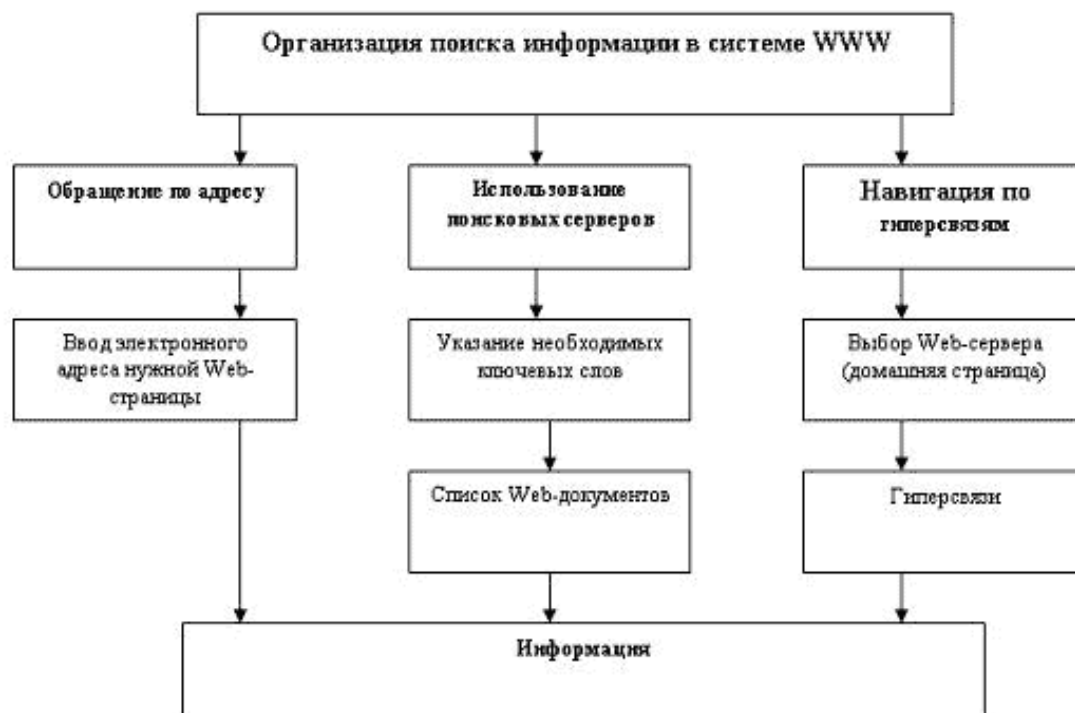 Организация поиска информации в системе WWW
Обращение по адресу
Использование
поисковых серверов
Навигация по
гиперсвязям
Ввод электронного
адреса нужной Web-
страницы
Указание необходимых
ключевых слов
Выбор Web-сервера
(домашняя страница)
Список Web-документов
Гиперсвязи
Информация